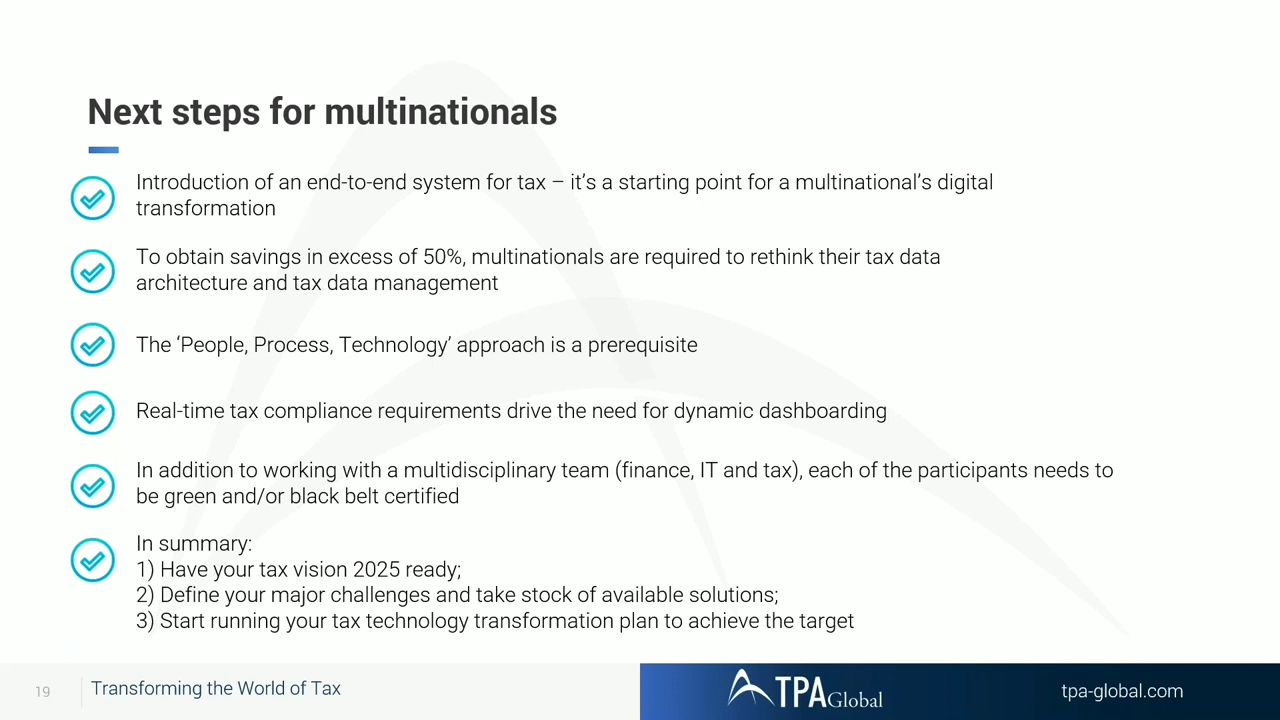 Next steps for multinationals
Introduction of an end-to-end system for tax – it’s a starting point for a multinational’s digital
transformation
To obtain savings in excess of 50%, multinationals are required to rethink their tax data
architecture and tax data management
The ‘People, Process, Technology’ approach is a prerequisite
Real-time tax compliance requirements drive the need for dynamic dashboarding
In addition to working with a multidisciplinary team (finance, IT and tax), each of the participants needs to
be green and/or black belt certified
In summary:
1) Have your tax vision 2025 ready;
2) Define your major challenges and take stock of available solutions;
3) Start running your tax technology transformation plan to achieve the target
19
Transforming the World of Tax
TPA Global
tpa-global.com